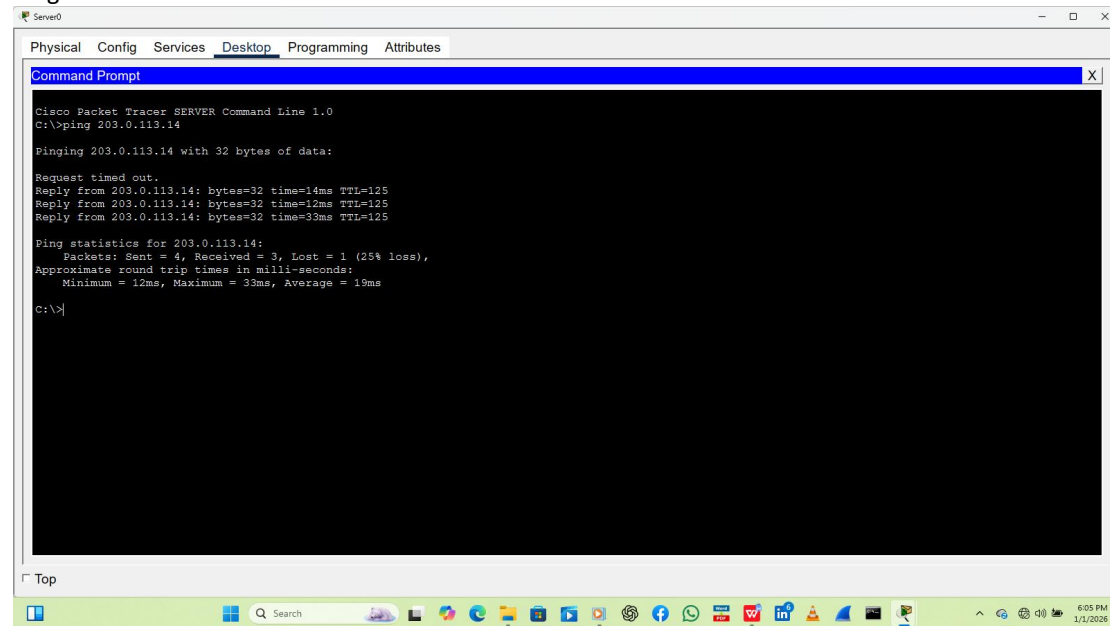 Server0
Physical Config Services Desktop Programming Attributes
Command Prompt
X
Cisco Packet Tracer SERVER Command Line 1.0
C:\>ping 203.0.113.14
Pinging 203.0.113.14 with 32 bytes of data:
Request timed out.
Reply from 203.0.113.14: bytes=32 time=14ms TTL=125
Reply from 203.0.113.14: bytes=32 time=12ms TTL=125
Reply from 203.0.113.14: bytes=32 time=33ms TTL=125
Ping statistics for 203.0.113.14:
Packets: Sent = 4, Received = 3, Lost = 1 (25% loss),
Approximate round trip times in milli-seconds:
Minimum = 12ms, Maximum = 33ms, Average = 19ms
C:\>
Top
Search
6:05 PM
1/1/2026